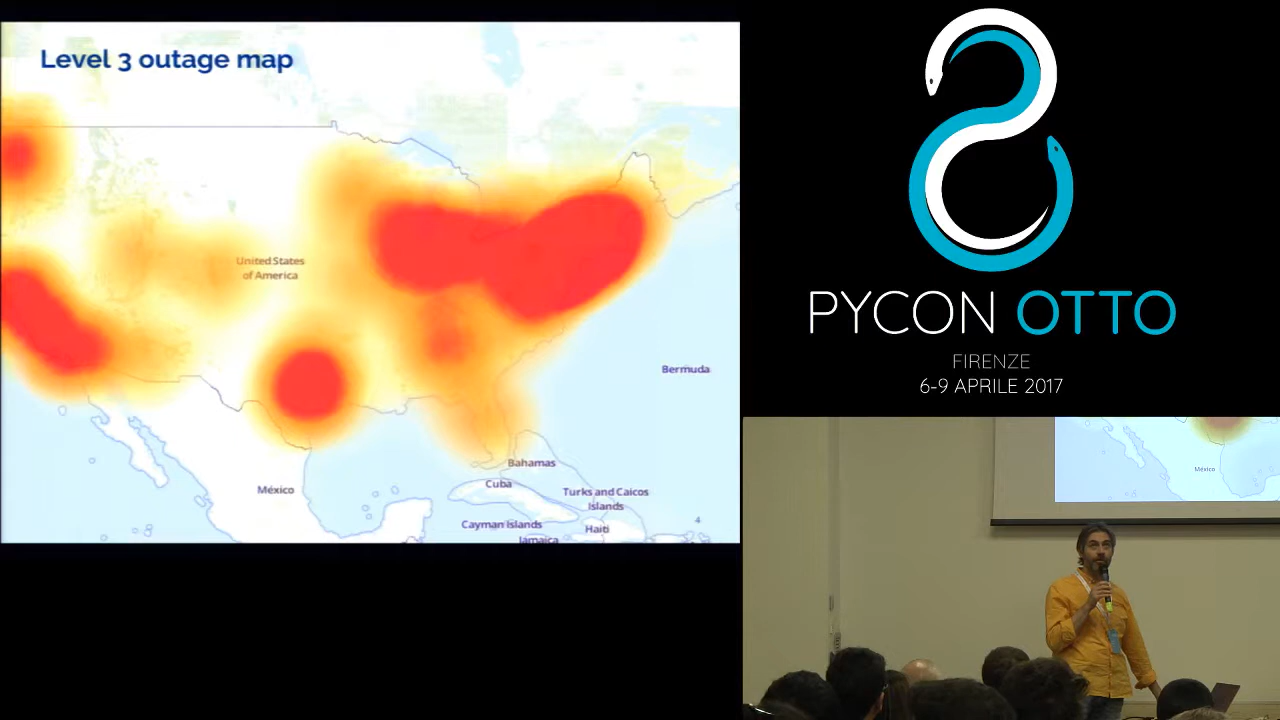 Level 3 outage map
United States
of America
Bermuda
Bahamas
México
Cuba
Turks and Caicos
Islands
Cayman Islands
Haiti
Jamaica
4
PYCON OTTO
FIRENZE
6-9 APRILE 2017
México